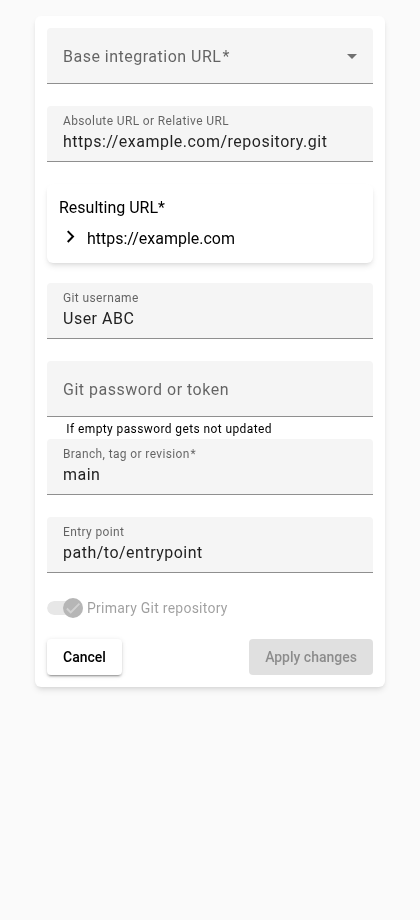 Base integration URL*
Absolute URL or Relative URL
https://example.com/repository.git
Resulting URL*
https://example.com
Git username
User ABC
Git password or token
If empty password gets not updated
Branch, tag or revision*
main
Entry point
path/to/entrypoint
Primary Git repository
Cancel
Apply changes